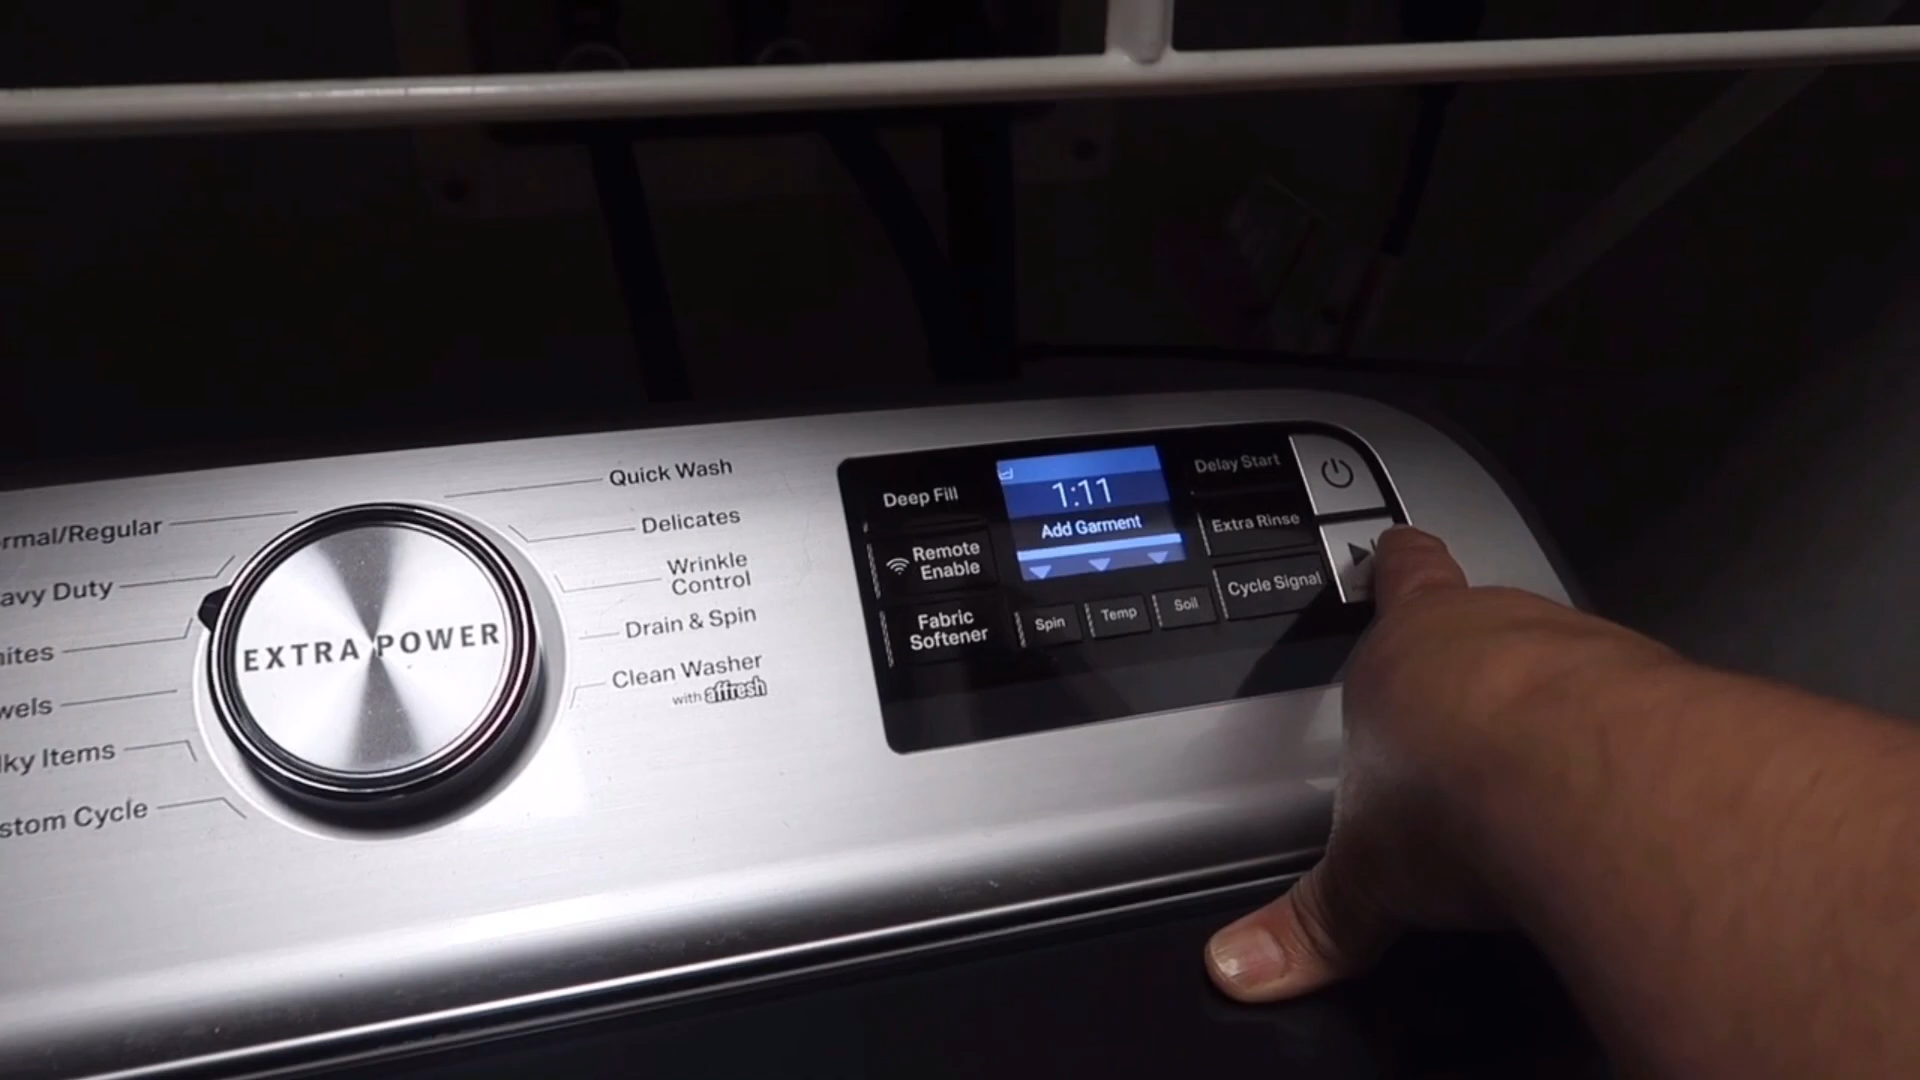 rmal/Regular
avy Duty
ites
wels
lky Items
stom Cycle
EXTRA POWER
Quick Wash
Delicates
Wrinkle
Control
Drain & Spin
Clean Washer
with affresh
Deep Fill
Remote
Enable
Fabric
Softener
1:11
Add Garment
Spin
Temp
Soil
Delay Start
Extra Rinse
Cycle Signal